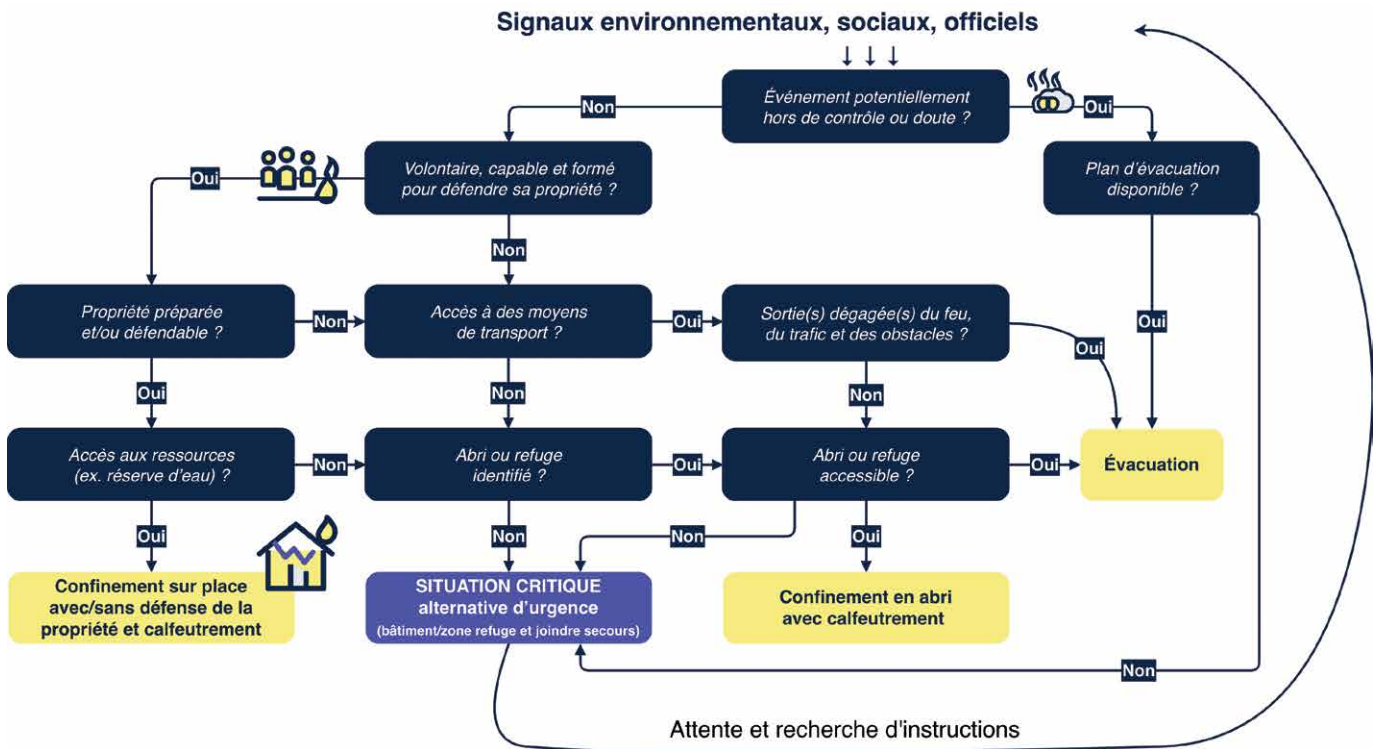 Signaux environnementaux, sociaux, officiels
Événement potentiellement
hors de contrôle ou doute ?
Non
Oui
Volontaire, capable et formé
pour défendre sa propriété ?
Plan d'évacuation
disponible ?
Oui
Non
Propriété préparée
et/ou défendable ?
Non
Accès à des moyens
de transport ?
Oui
Sortie(s) dégagée(s) du feu,
du trafic et des obstacles ?
Oui
Oui
Oui
Non
Non
Accès aux ressources
(ex. réserve d'eau) ?
Non
Abri ou refuge
identifié ?
Oui
Abri ou refuge
accessible ?
Oui
Évacuation
Oui
Non
Non
Oui
Confinement sur place
avec/sans défense de la
propriété et calfeutrement
SITUATION CRITIQUE
alternative d'urgence
(bâtiment/zone refuge et joindre secours)
Confinement en abri
avec calfeutrement
Non
Attente et recherche d'instructions